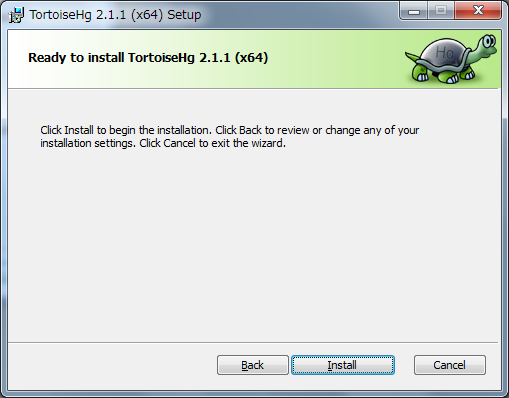 TortoiseHg 2.1.1 (x64) Setup
Ready to install TortoiseHg 2.1.1 (x64)
Hg
Click Install to begin the installation. Click Back to review or change any of your
installation settings. Click Cancel to exit the wizard.
Back Install Cancel